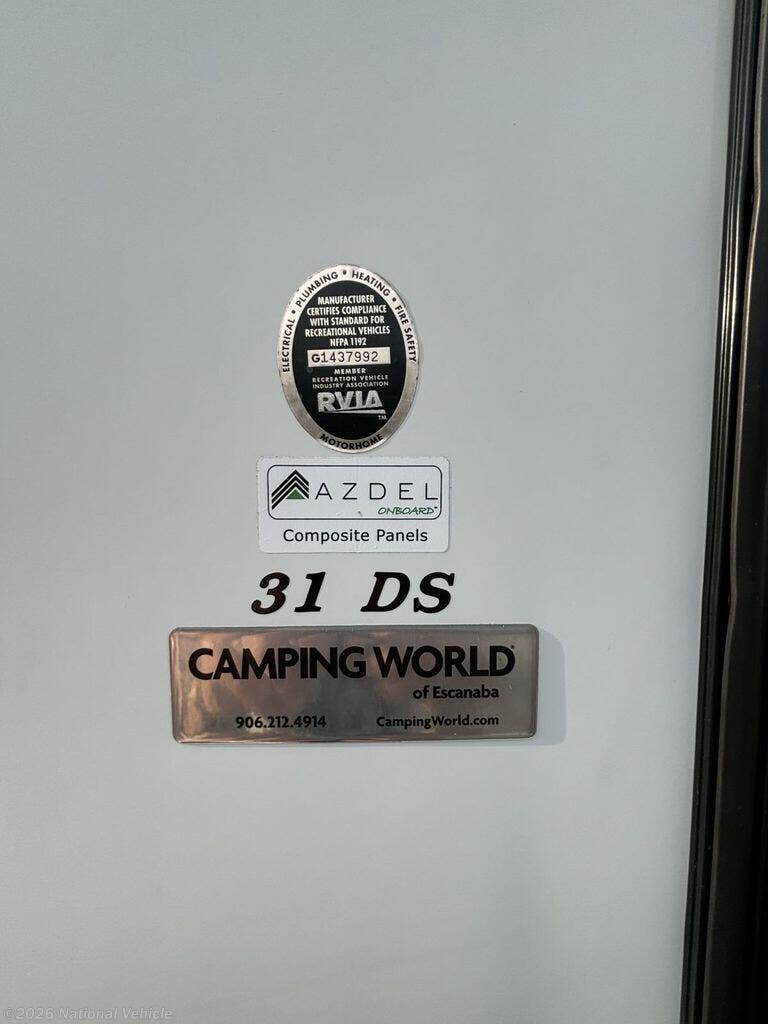 ELECTRICAL • PLUMBING • HEATING • FIRE SAFETY
MANUFACTURER
CERTIFIES COMPLIANCE
WITH STANDARD FOR
RECREATIONAL VEHICLES
NFPA 1192
G1437992
MEMBER
RECREATION VEHICLE
INDUSTRY ASSOCIATION
RVIA
TM
MOTORHOME
AZDEL
ONBOARD
Composite Panels
31 DS
CAMPING WORLD
of Escanaba
906.212.4914 CampingWorld.com
©2026 National Vehicle